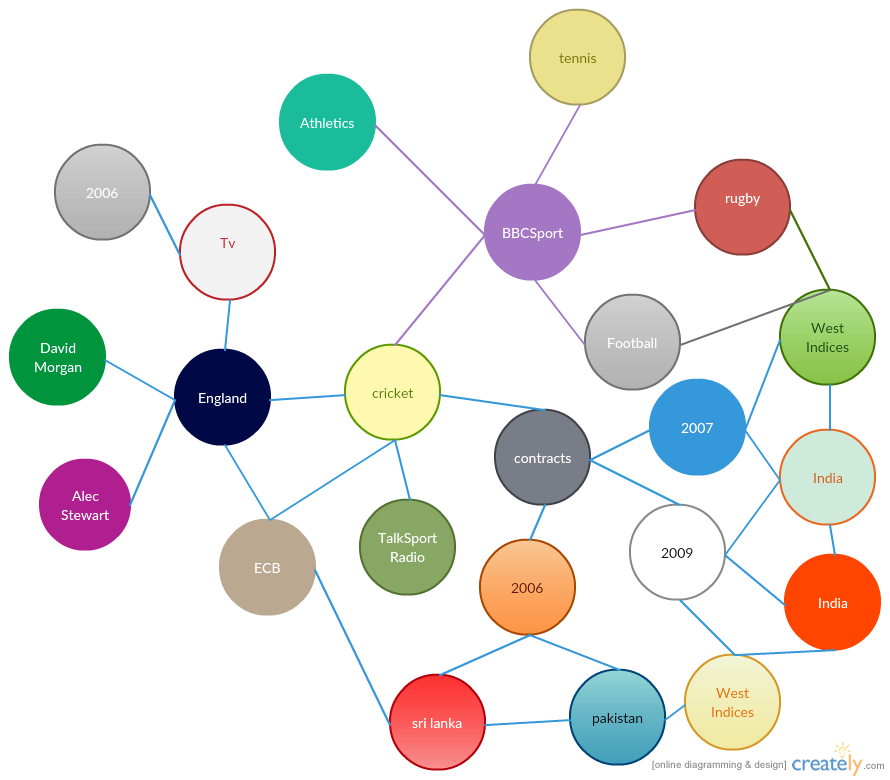 tennis
Athletics
2006
rugby
Tv
BBCSport
West
Indices
Football
David
Morgan
England
cricket
2007
contracts
India
Alec
Stewart
TalkSport
Radio
ECB
2009
2006
India
West
Indices
sri lanka
pakistan
[online diagramming & design] creately.com